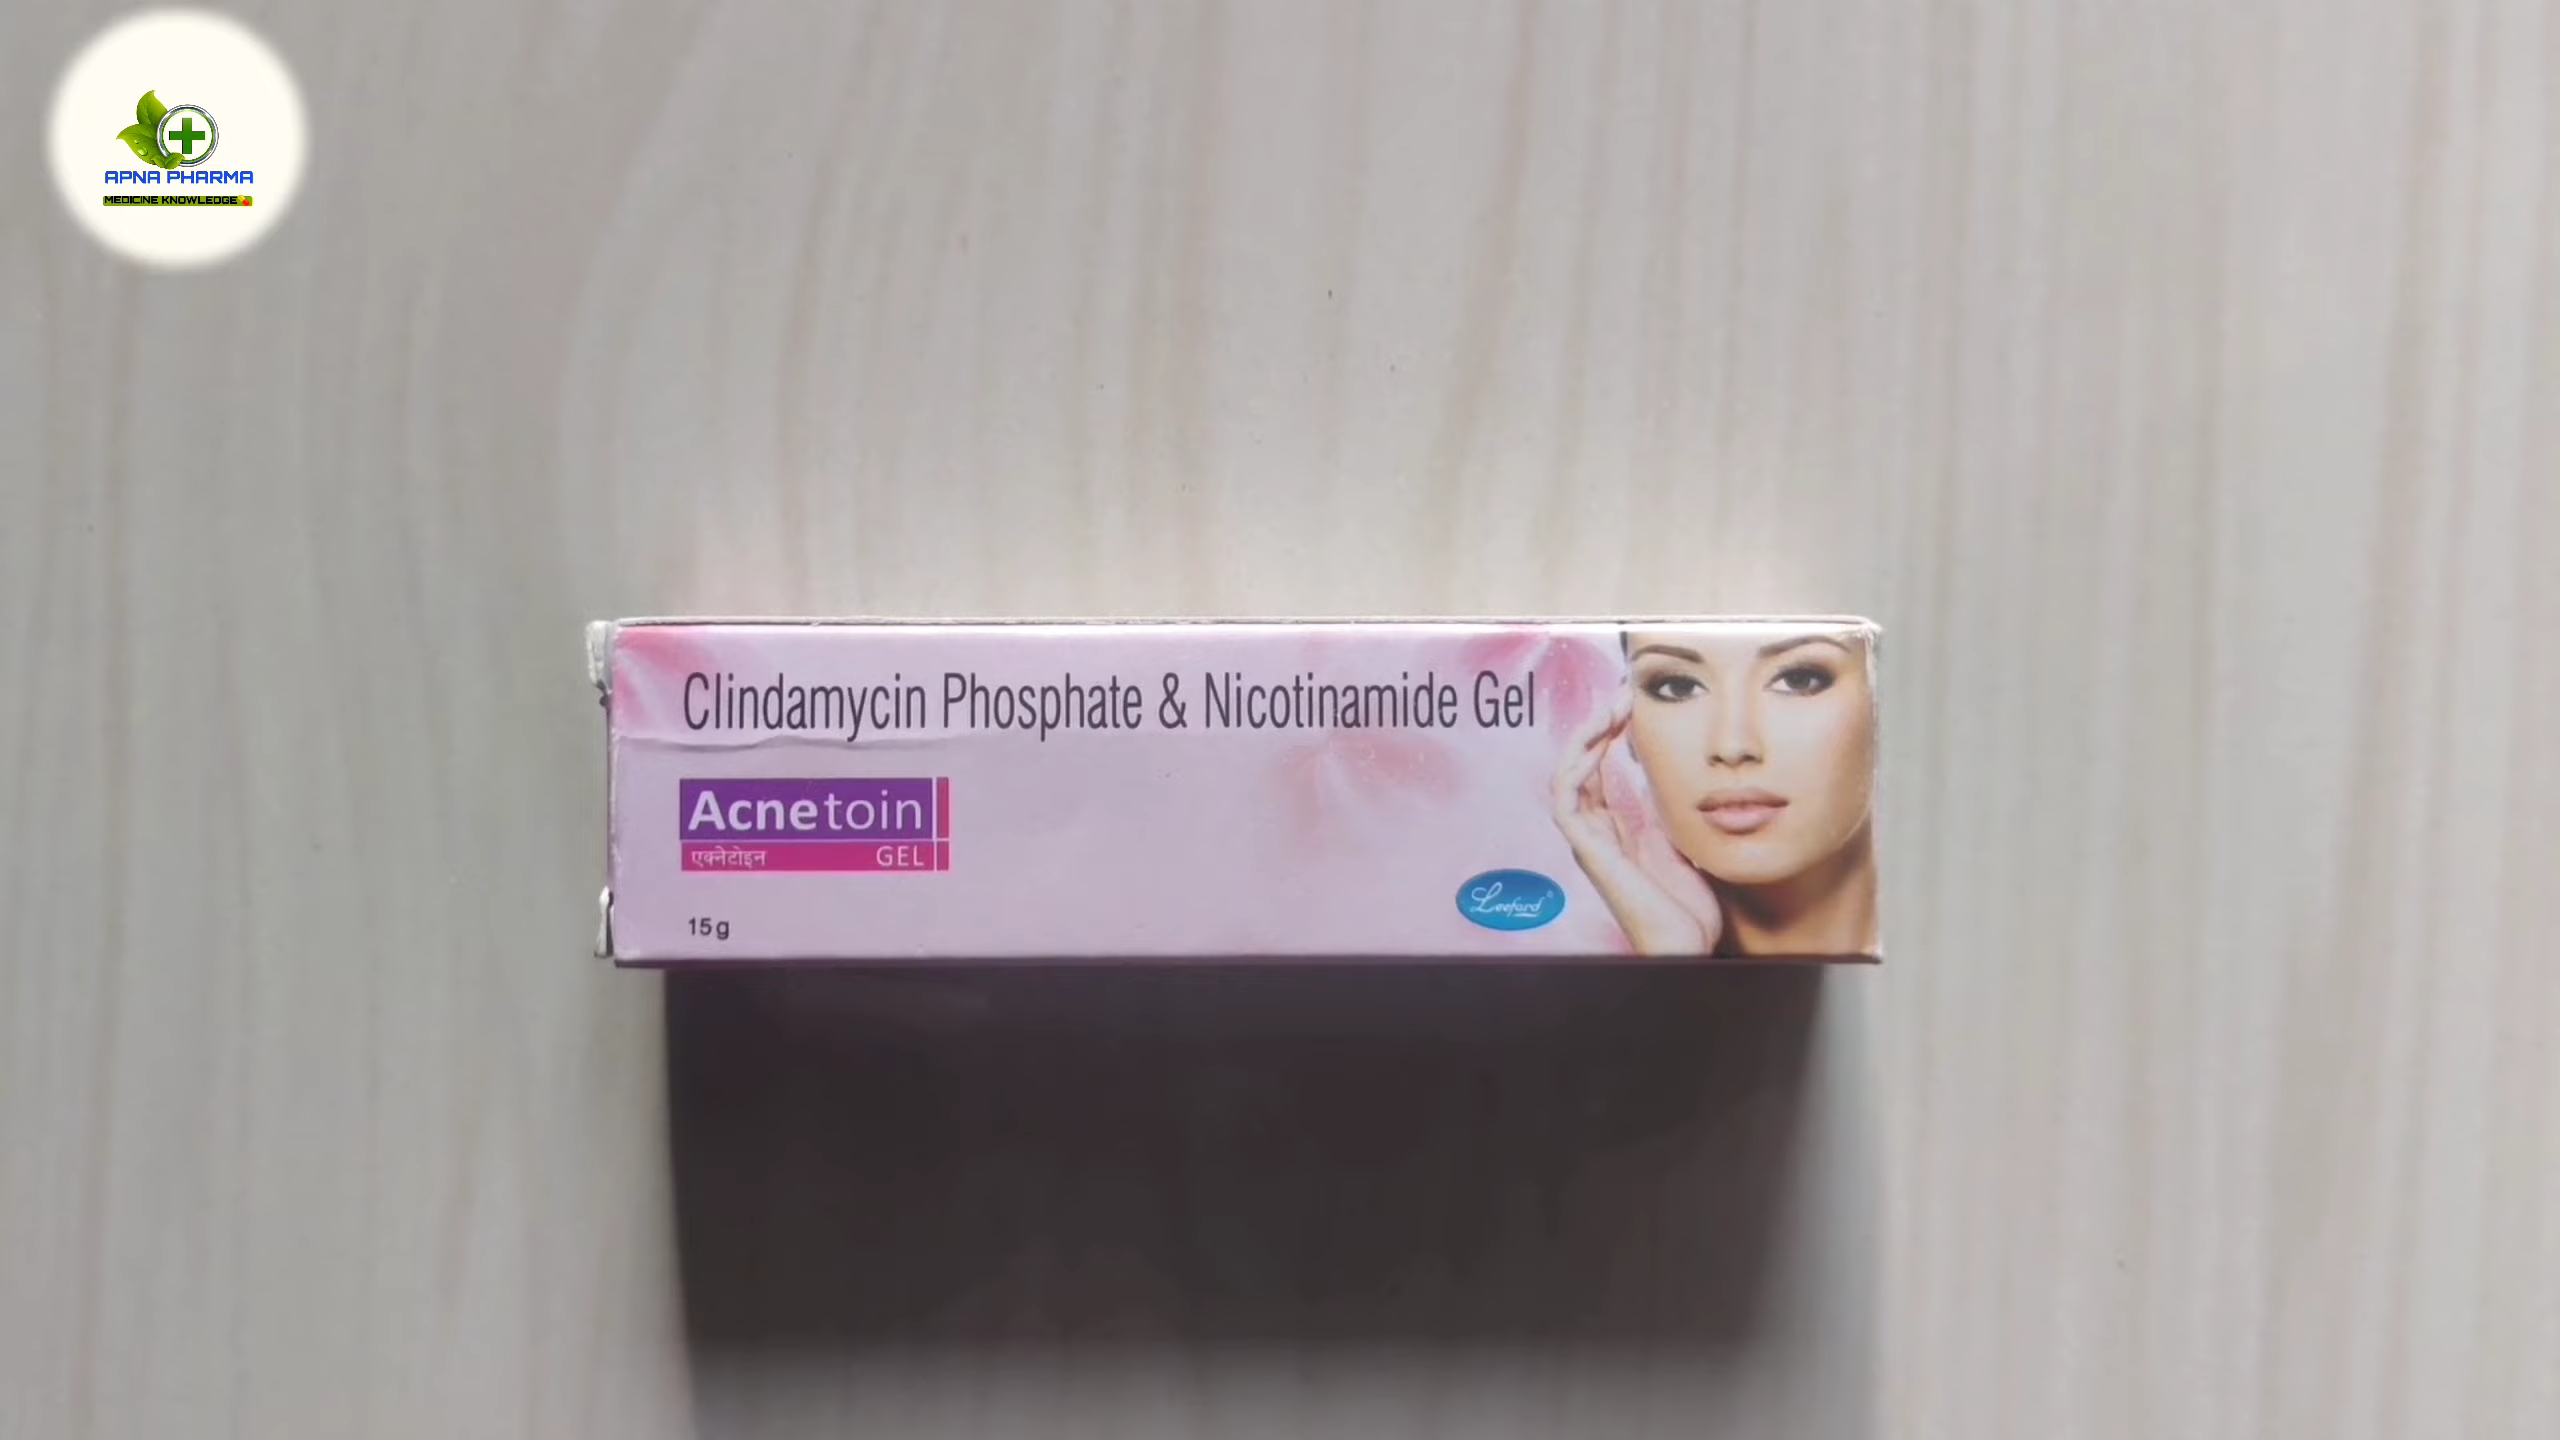 APNA PHARMA
MEDICINE KNOWLEDGE
Clindamycin Phosphate & Nicotinamide Gel
Acnetoin
एक्नेटोइन GEL
15g
Leeford